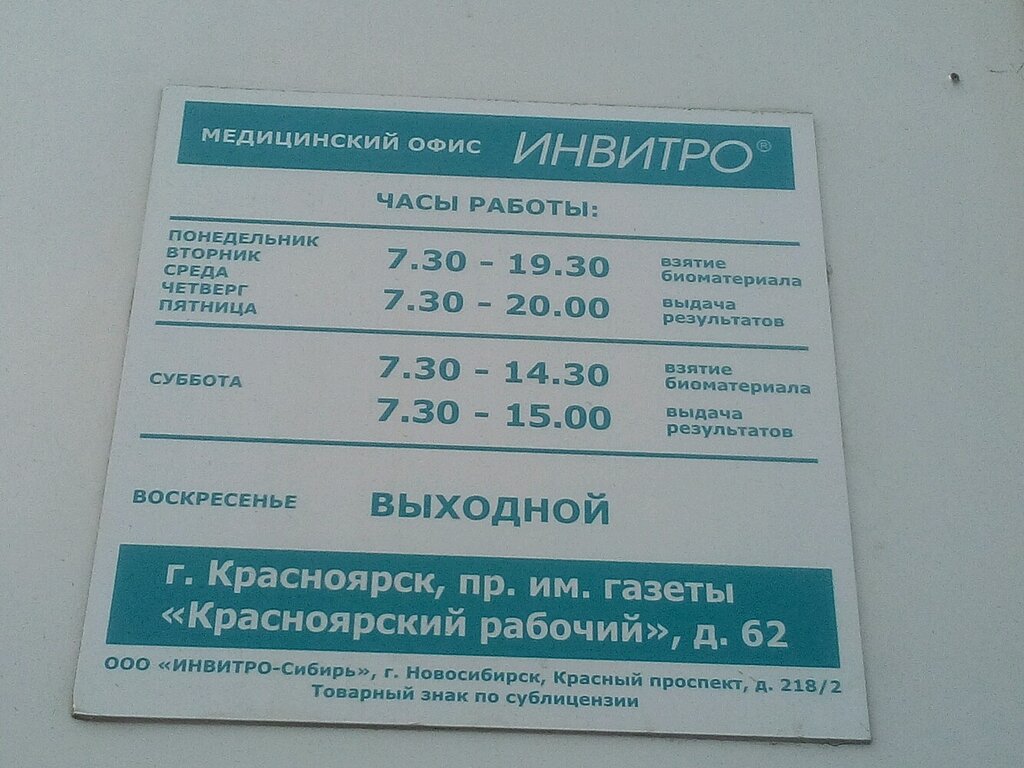 МЕДИЦИНСКИЙ ОФИС ИНВИТРО®
ЧАСЫ РАБОТЫ:
ПОНЕДЕЛЬНИК
ВТОРНИК
СРЕДА
ЧЕТВЕРГ
ПЯТНИЦА
7.30 - 19.30 взятие биоматериала
7.30 - 20.00 выдача результатов
СУББОТА
7.30 - 14.30 взятие биоматериала
7.30 - 15.00 выдача результатов
ВОСКРЕСЕНЬЕ ВЫХОДНОЙ
г. Красноярск, пр. им. газеты
«Красноярский рабочий», д. 62
ООО «ИНВИТРО-Сибирь», г. Новосибирск, Красный проспект, д. 218/2
Товарный знак по сублицензии